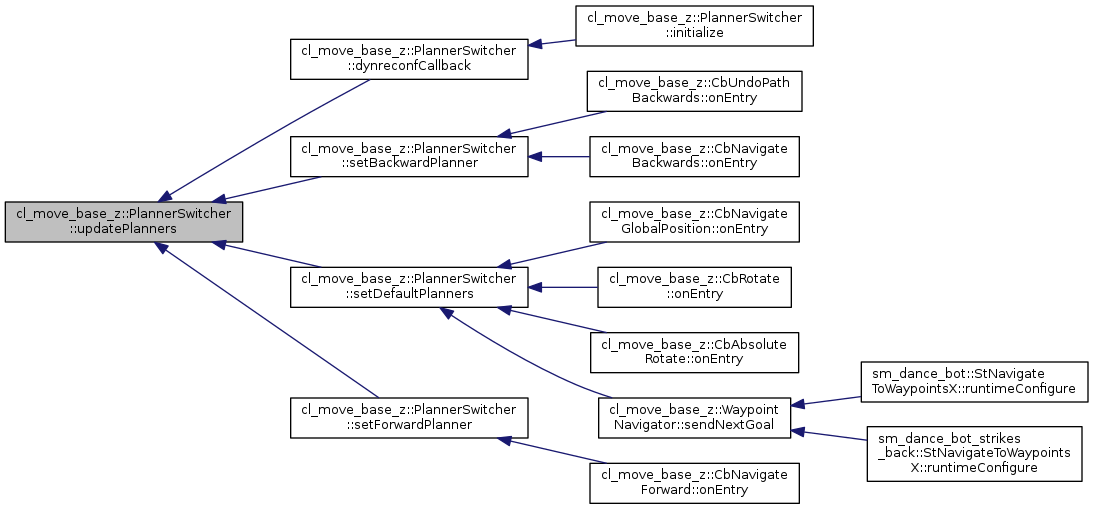 cl_move_base_z::PlannerSwitcher
::updatePlanners
cl_move_base_z::PlannerSwitcher
::dynreconfCallback
cl_move_base_z::PlannerSwitcher
::initialize
cl_move_base_z::PlannerSwitcher
::setBackwardPlanner
cl_move_base_z::CbUndoPath
Backwards::onEntry
cl_move_base_z::CbNavigate
Backwards::onEntry
cl_move_base_z::PlannerSwitcher
::setDefaultPlanners
cl_move_base_z::CbNavigate
GlobalPosition::onEntry
cl_move_base_z::CbRotate
::onEntry
cl_move_base_z::CbAbsolute
Rotate::onEntry
cl_move_base_z::Waypoint
Navigator::sendNextGoal
sm_dance_bot::StNavigate
ToWaypointsX::runtimeConfigure
sm_dance_bot_strikes
_back::StNavigateToWaypoints
X::runtimeConfigure
cl_move_base_z::PlannerSwitcher
::setForwardPlanner
cl_move_base_z::CbNavigate
Forward::onEntry